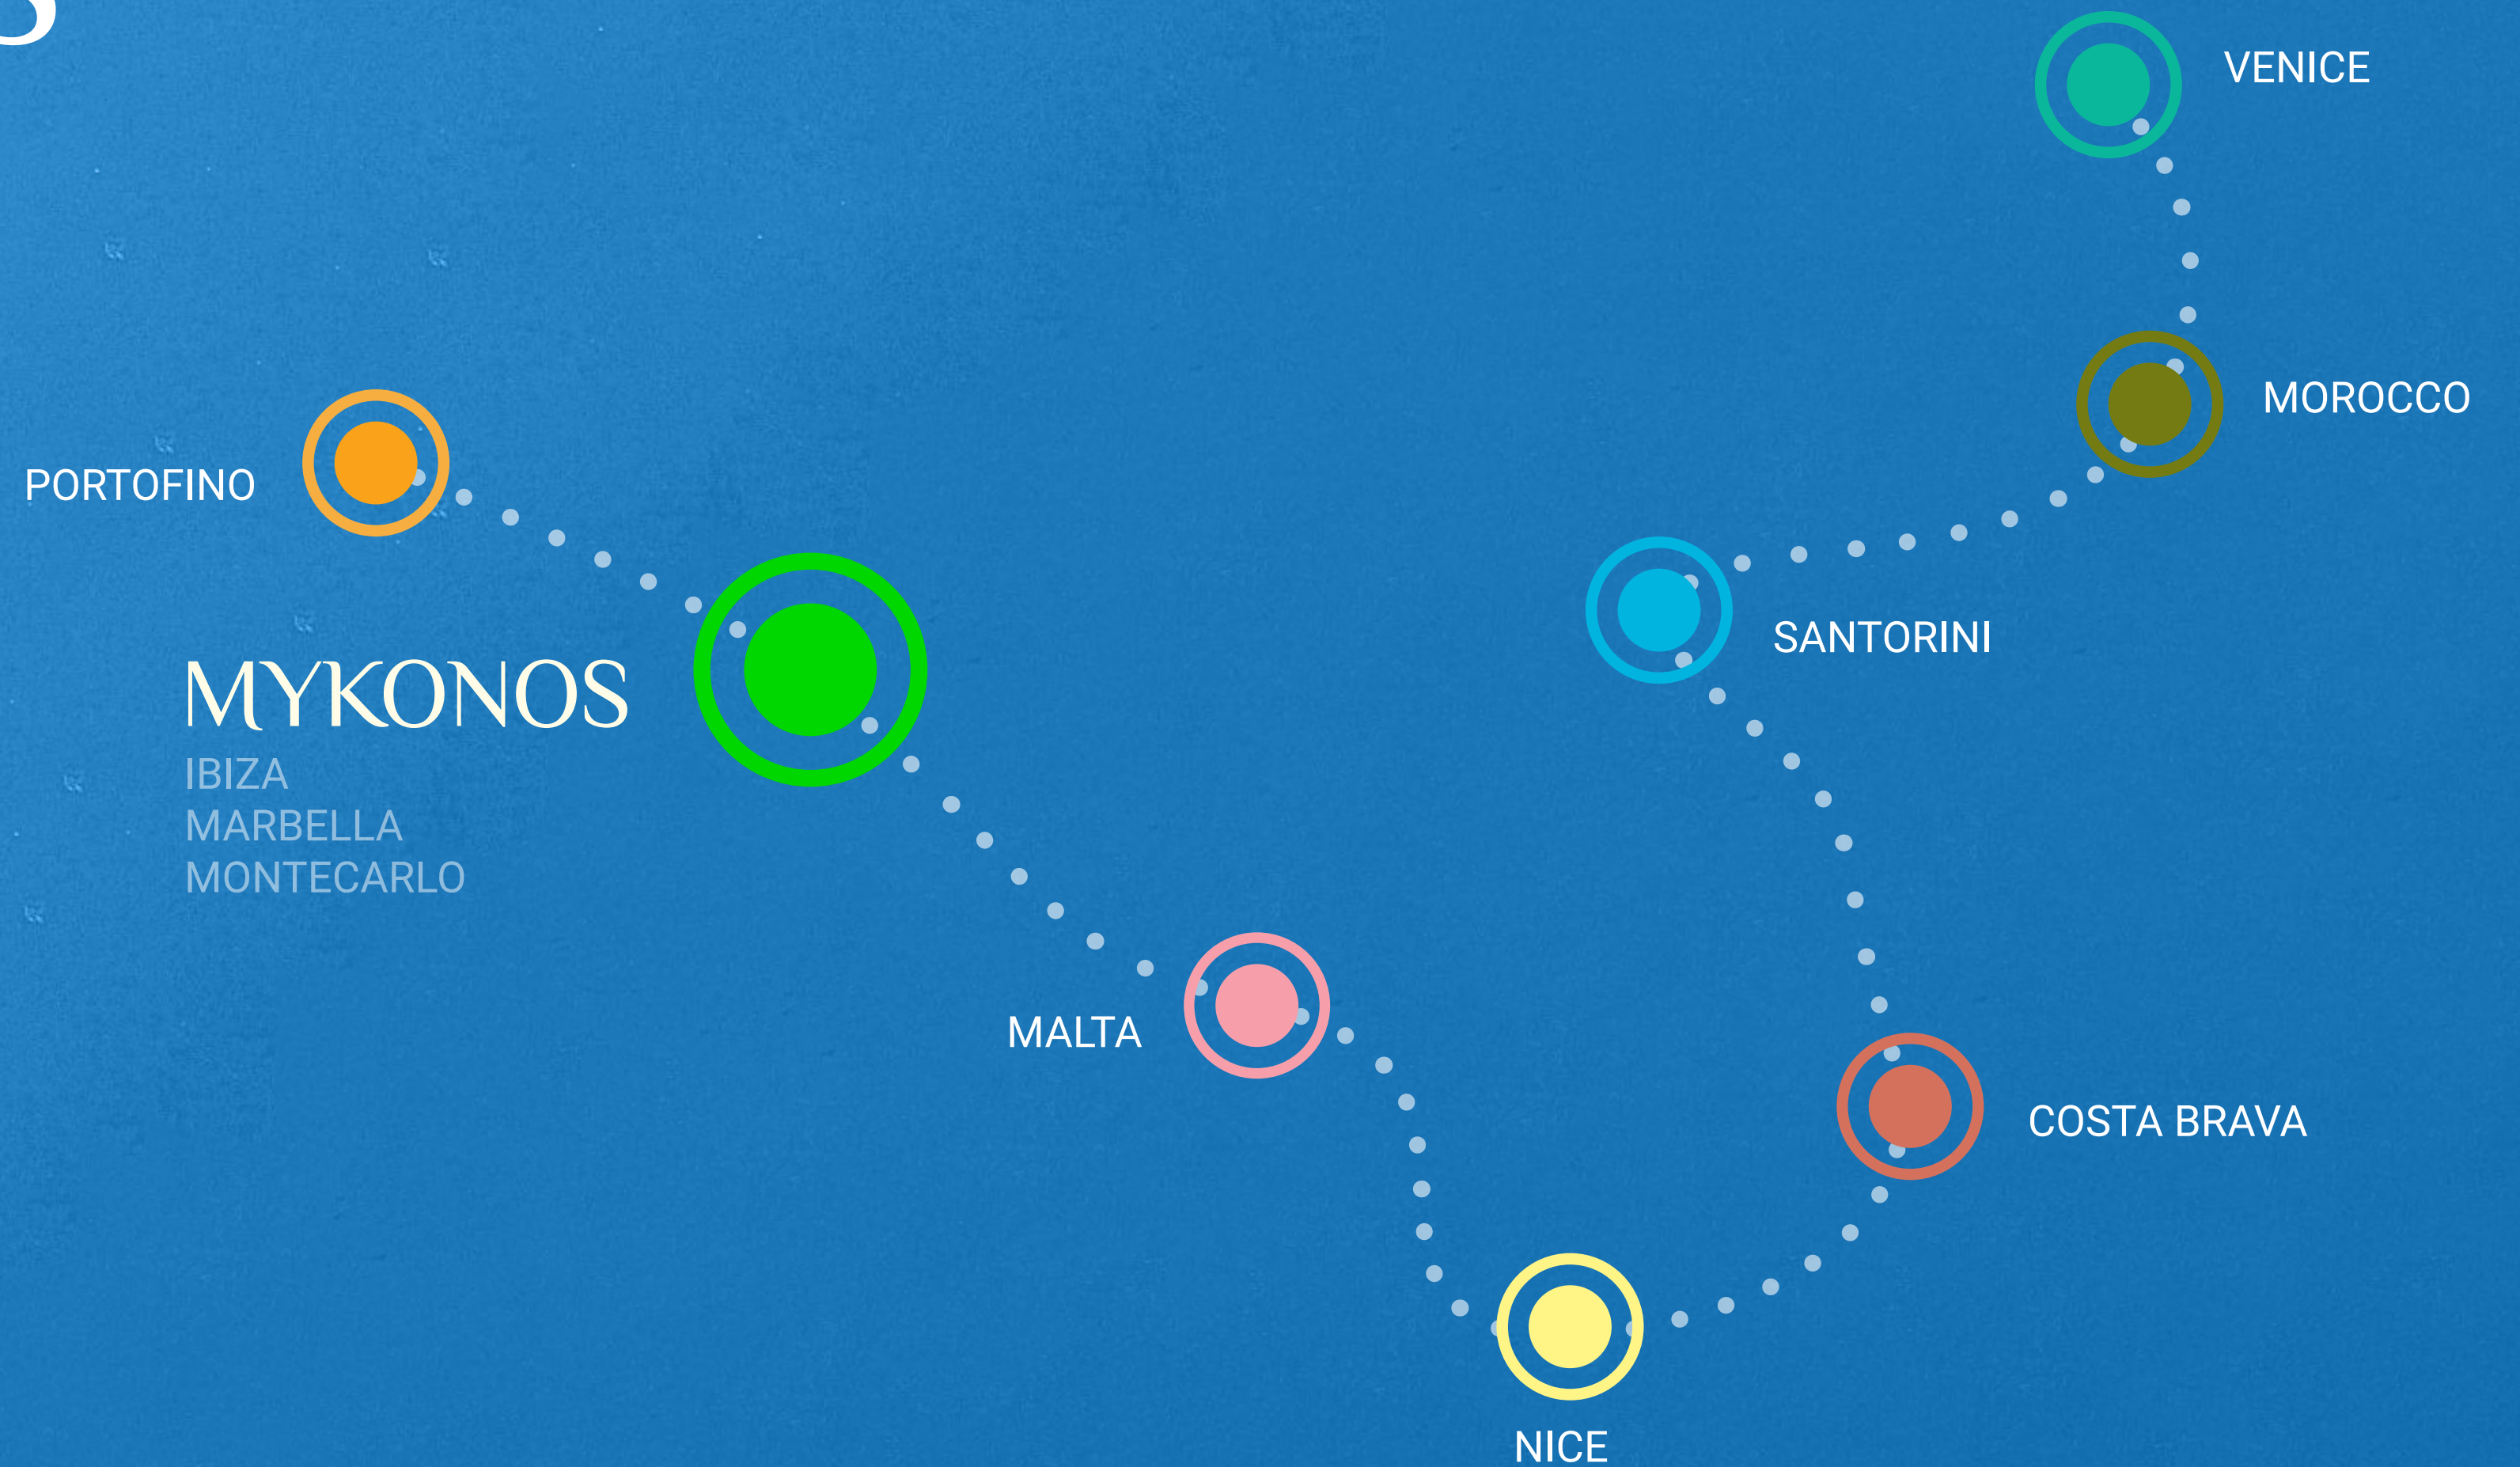 VENICE
MOROCCO
PORTOFINO
SANTORINI
MYKONOS
IBIZA
MARBELLA
MONTECARLO
MALTA
COSTA BRAVA
NICE